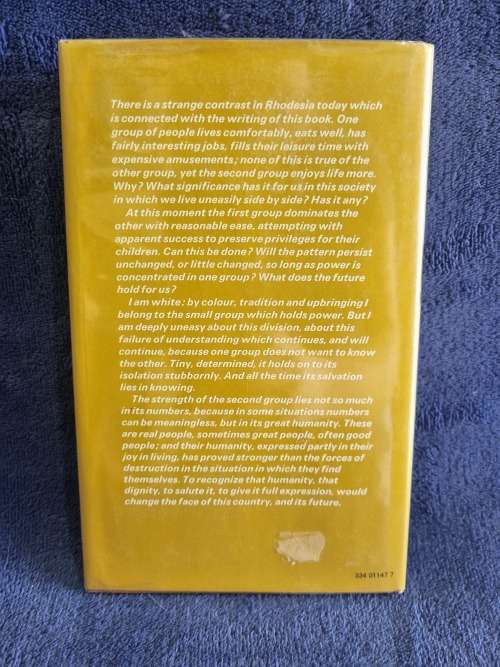 There is a strange contrast in Rhodesia today which
is connected with the writing of this book. One
group of people lives comfortably, eats well, has
fairly interesting jobs, fills their leisure time with
expensive amusements; none of this is true of the
other group, yet the second group enjoys life more.
Why? What significance has it for us in this society
in which we live uneasily side by side? Has it any?
At this moment the first group dominates the
other with reasonable ease, attempting with
apparent success to preserve privileges for their
children. Can this be done? Will the pattern persist
unchanged, or little changed, so long as power is
concentrated in one group? What does the future
hold for us?
I am white; by colour, tradition and upbringing I
belong to the small group which holds power. But I
am deeply uneasy about this division, about this
failure of understanding which continues, and will
continue, because one group does not want to know
the other. Tiny, determined, it holds on to its
isolation stubbornly. And all the time its salvation
lies in knowing.
The strength of the second group lies not so much
in its numbers, because in some situations numbers
can be meaningless, but in its great humanity. These
are real people, sometimes great people, often good
people; and their humanity, expressed partly in their
joy in living, has proved stronger than the forces of
destruction in the situation in which they find
themselves. To recognize that humanity, that
dignity, to salute it, to give it full expression, would
change the face of this country, and its future.
334 01147 7